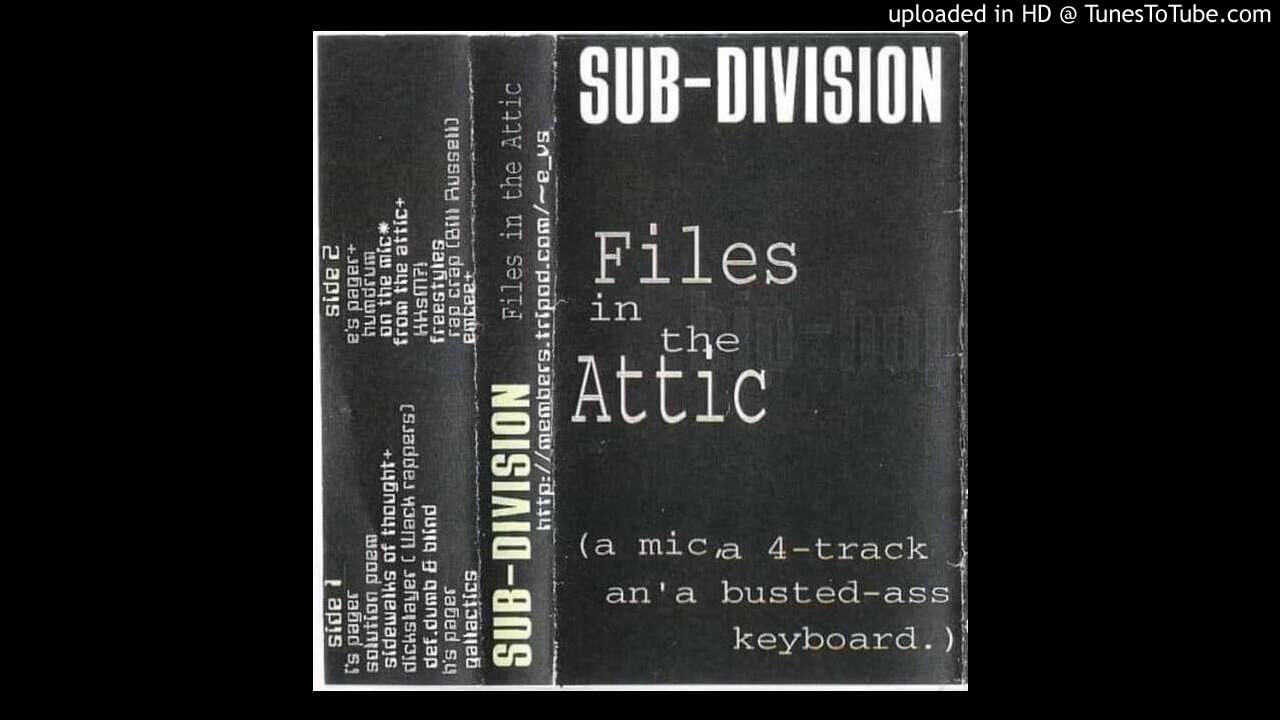 uploaded in HD @ TunesToTube.com
side 2
e's pager+
humdrum
on the mic*
from the attic+
KKSM?!
freestyles
rap crap (Bill Russell)
emcee+
side 1
i's pager
solution poem
sidewalks of thought+
dickslayer ( Wack rappers)
def.dumb & blind
h's pager
gallactics
SUB-DIVISION Files in the Attic
http://members.tripod.com/~e_vs
SUB-DIVISION
Files
in
the
Attic
hip-hop
(a mic,a 4-track
an'a busted-ass
keyboard.)